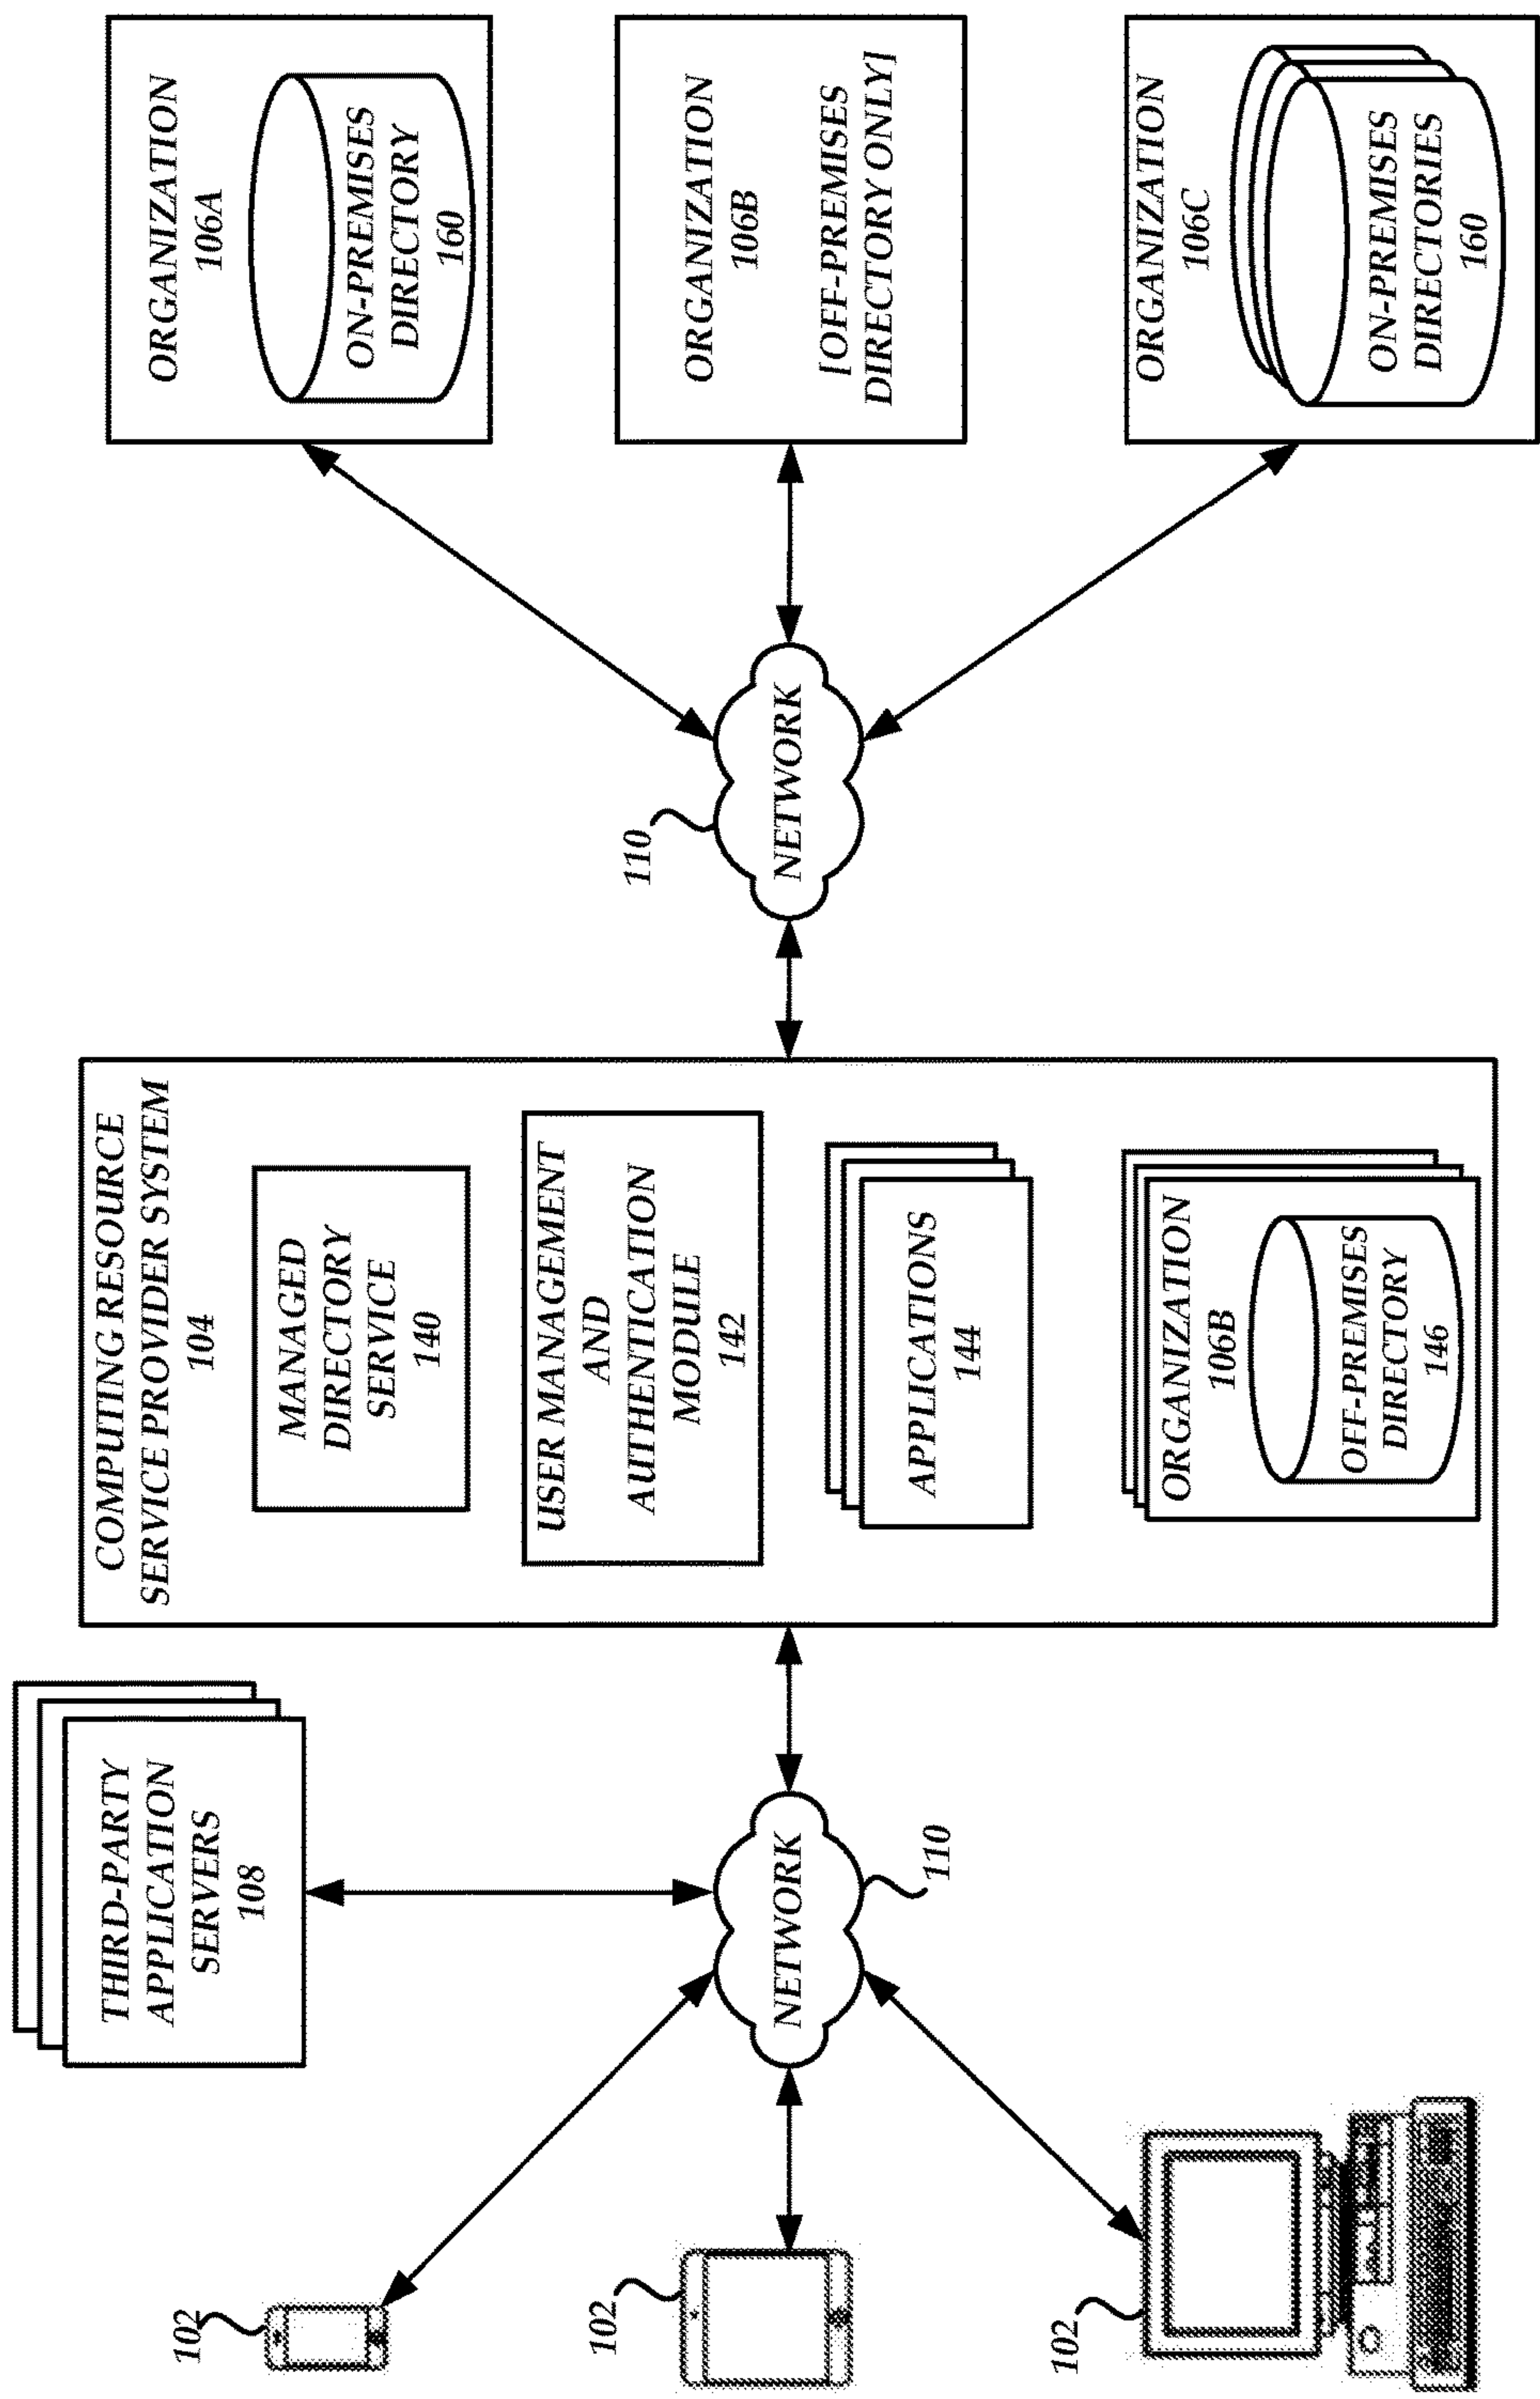 102
102
102
THIRD-PARTY
APPLICATION
SERVERS
108
NETWORK
110
COMPUTING RESOURCE
SERVICE PROVIDER SYSTEM
104
MANAGED
DIRECTORY
SERVICE
140
USER MANAGEMENT
AND
AUTHENTICATION
MODULE
142
APPLICATIONS
144
ORGANIZATION
106B
OFF-PREMISES
DIRECTORY
146
110
NETWORK
ORGANIZATION
106A
ON-PREMISES
DIRECTORY
160
ORGANIZATION
106B
[OFF-PREMISES
DIRECTORY ONLY]
ORGANIZATION
106C
ON-PREMISES
DIRECTORIES
160